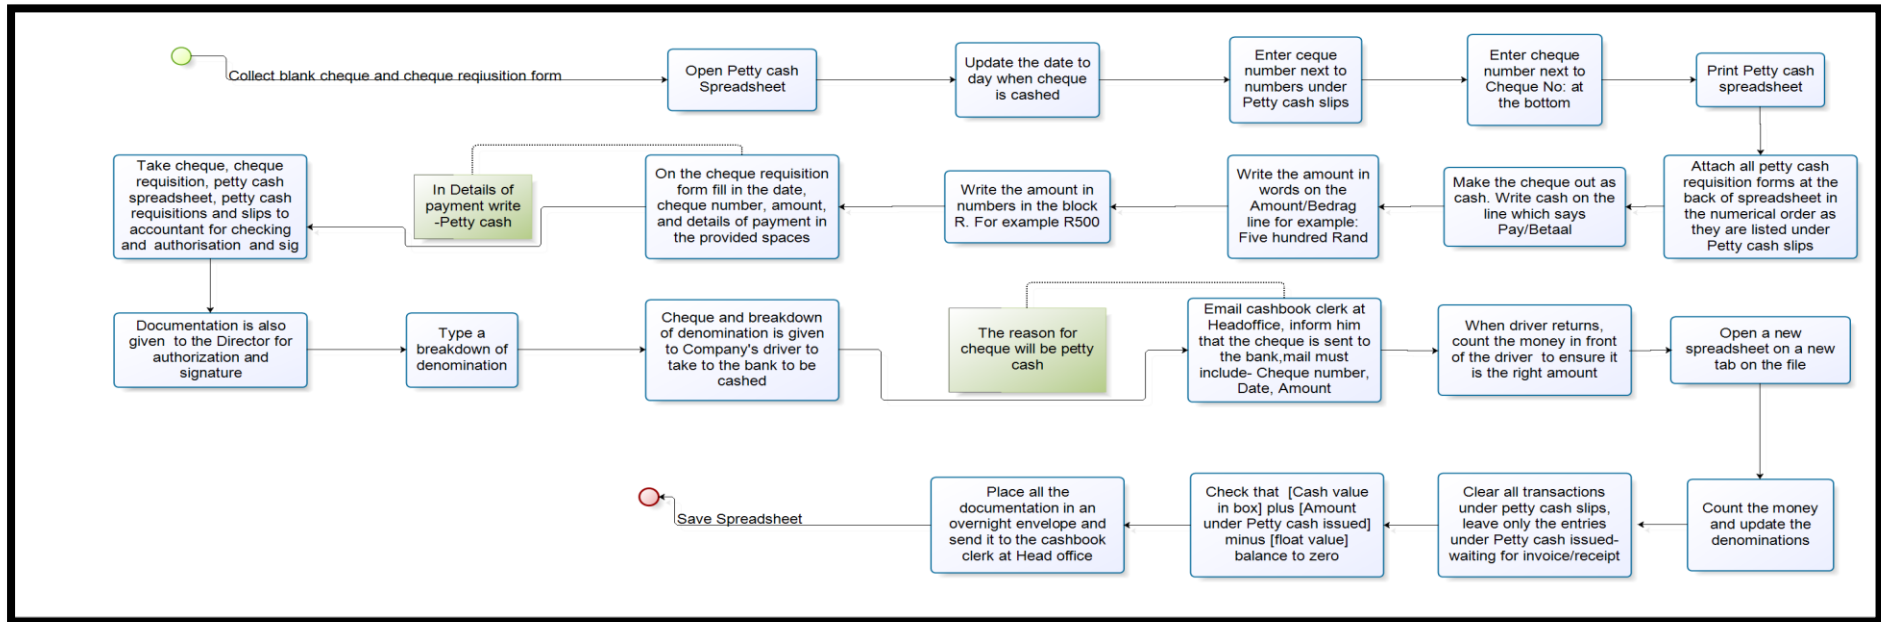 Collect blank cheque and cheque reqiusition form
Open Petty cash
Spreadsheet
Update the date to
day when cheque
is cashed
Enter ceque
number next to
numbers under
Petty cash slips
Enter cheque
number next to
Cheque No: at
the bottom
Print Petty cash
spreadsheet
Attach all petty cash
requisition forms at the
back of spreadsheet in
the numerical order as
they are listed under
Petty cash slips
Make the cheque out as
cash. Write cash on the
line which says
Pay/Betaal
Write the amount in
words on the
Amount/Bedrag
line for example:
Five hundred Rand
Write the amount in
numbers in the block
R. For example R500
On the cheque requisition
form fill in the date,
cheque number, amount,
and details of payment in
the provided spaces
In Details of
payment write
-Petty cash
Take cheque, cheque
requisition, petty cash
spreadsheet, petty cash
requisitions and slips to
accountant for checking
and authorisation and sig
Documentation is also
given to the Director for
authorization and
signature
Type a
breakdown of
denomination
Cheque and breakdown
of denomination is given
to Company's driver to
take to the bank to be
cashed
The reason for
cheque will be petty
cash
Email cashbook clerk at
Headoffice, inform him
that the cheque is sent to
the bank,mail must
include- Cheque number,
Date, Amount
When driver returns,
count the money in front
of the driver to ensure it
is the right amount
Open a new
spreadsheet on a new
tab on the file
Count the money
and update the
denominations
Clear all transactions
under petty cash slips,
leave only the entries
under Petty cash issued-
waiting for invoice/receipt
Check that [Cash value
in box] plus [Amount
under Petty cash issued]
minus [float value]
balance to zero
Place all the
documentation in an
overnight envelope and
send it to the cashbook
clerk at Head office
Save Spreadsheet